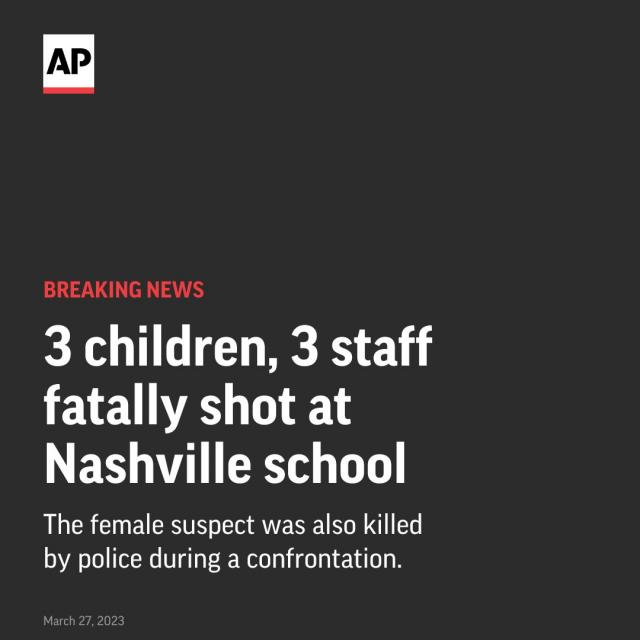 AP
BREAKING NEWS
3 children, 3 staff
fatally shot at
Nashville school
The female suspect was also killed
by police during a confrontation.
March 27, 2023